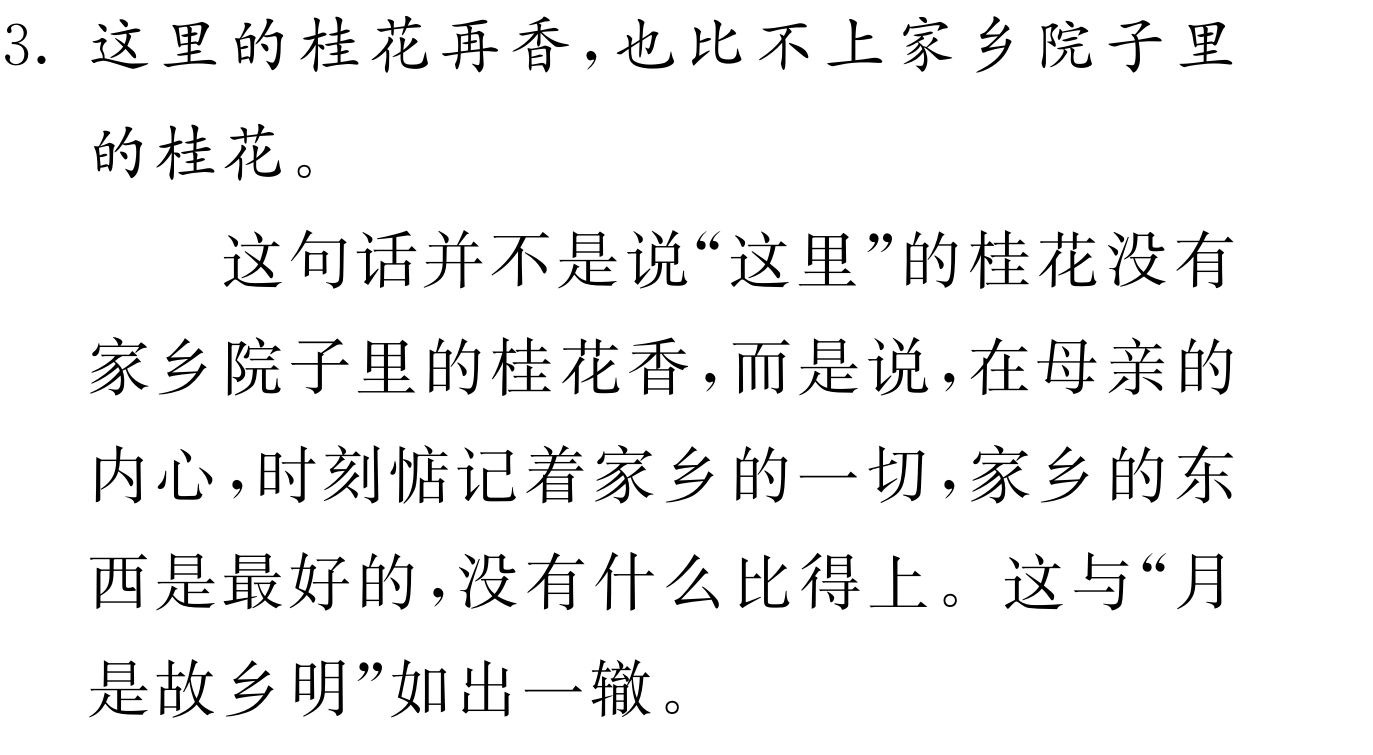 3. 这里的桂花再香,也比不上家乡院子里
的桂花。
这句话并不是说“这里”的桂花没有
家乡院子里的桂花香,而是说,在母亲的
内心,时刻惦记着家乡的一切,家乡的东
西是最好的,没有什么比得上。这与“月
是故乡明”如出一辙。